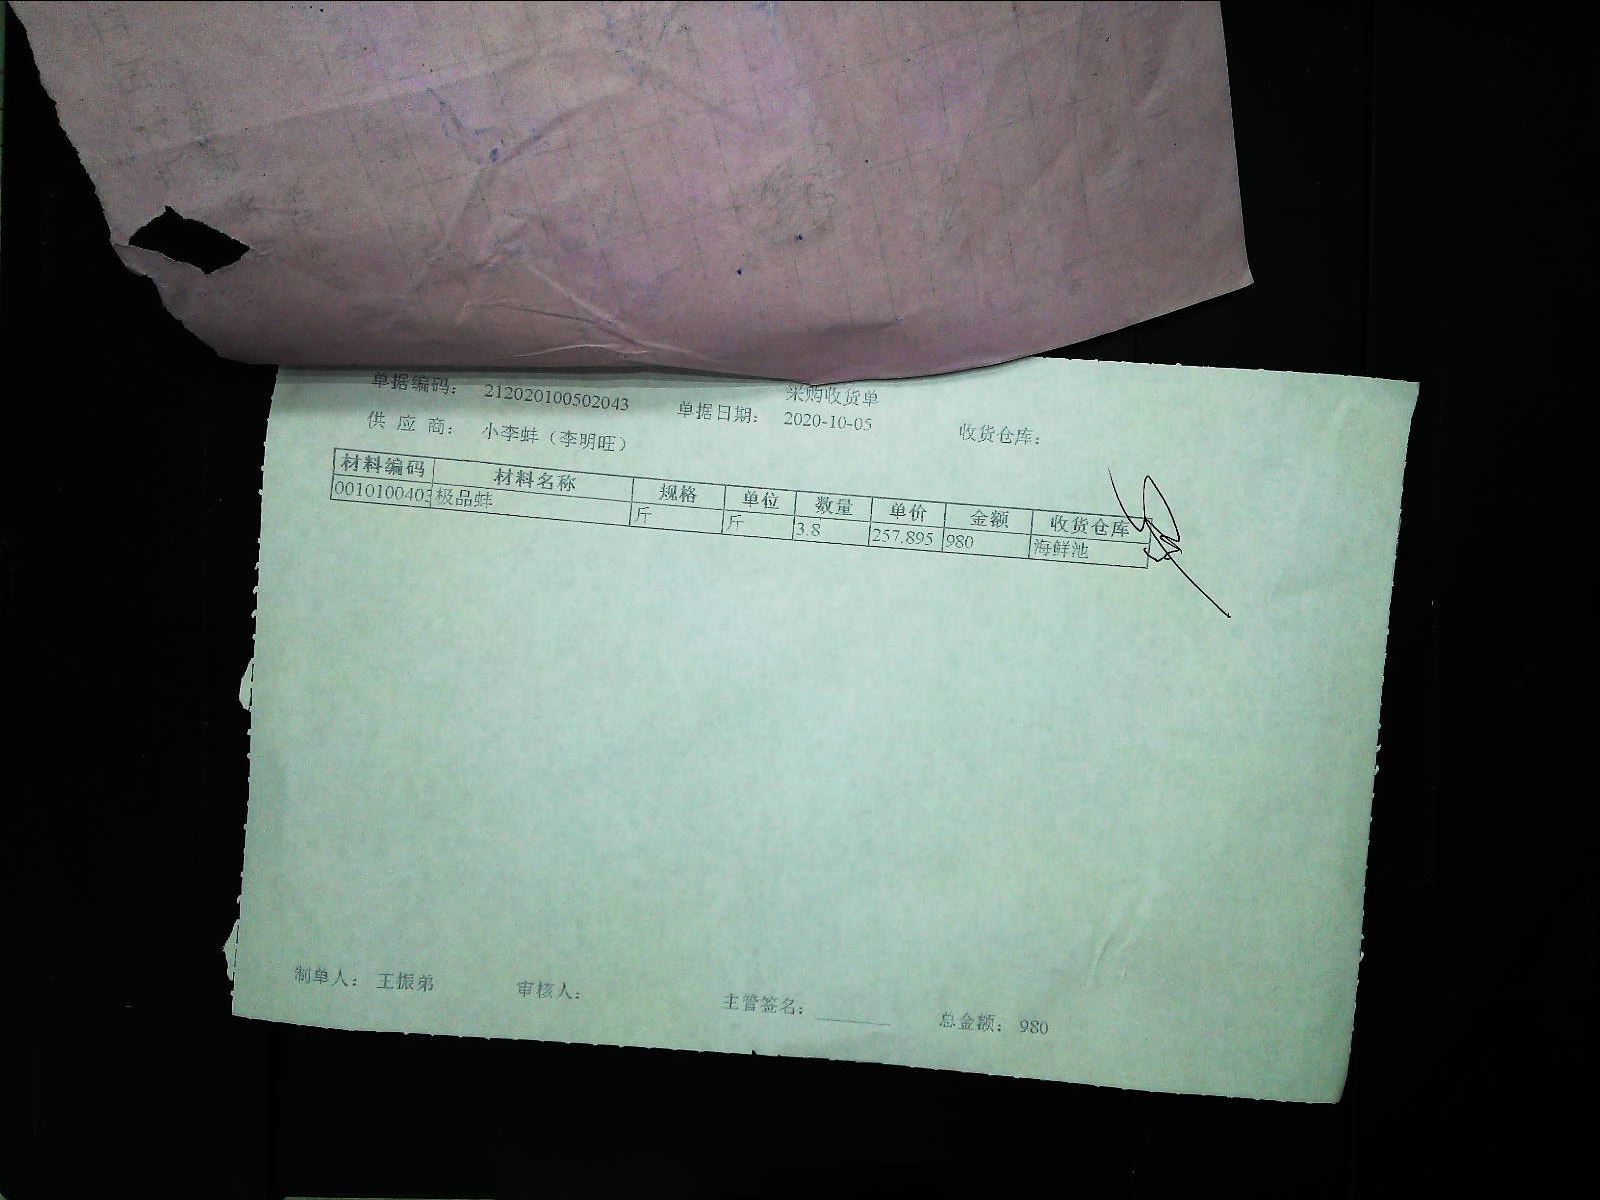 采购收货单
单据编码： 212020100502043 单据日期： 2020-10-05 收货仓库：
供 应 商： 小李蚌（李明旺）
材料编码 材料名称 规格 单位 数量 单价 金额 收货仓库
0010100403 极品蚌 斤 斤 3.8 257.895 980 海鲜池
制单人： 王振弟 审核人： 主管签名： 总金额： 980